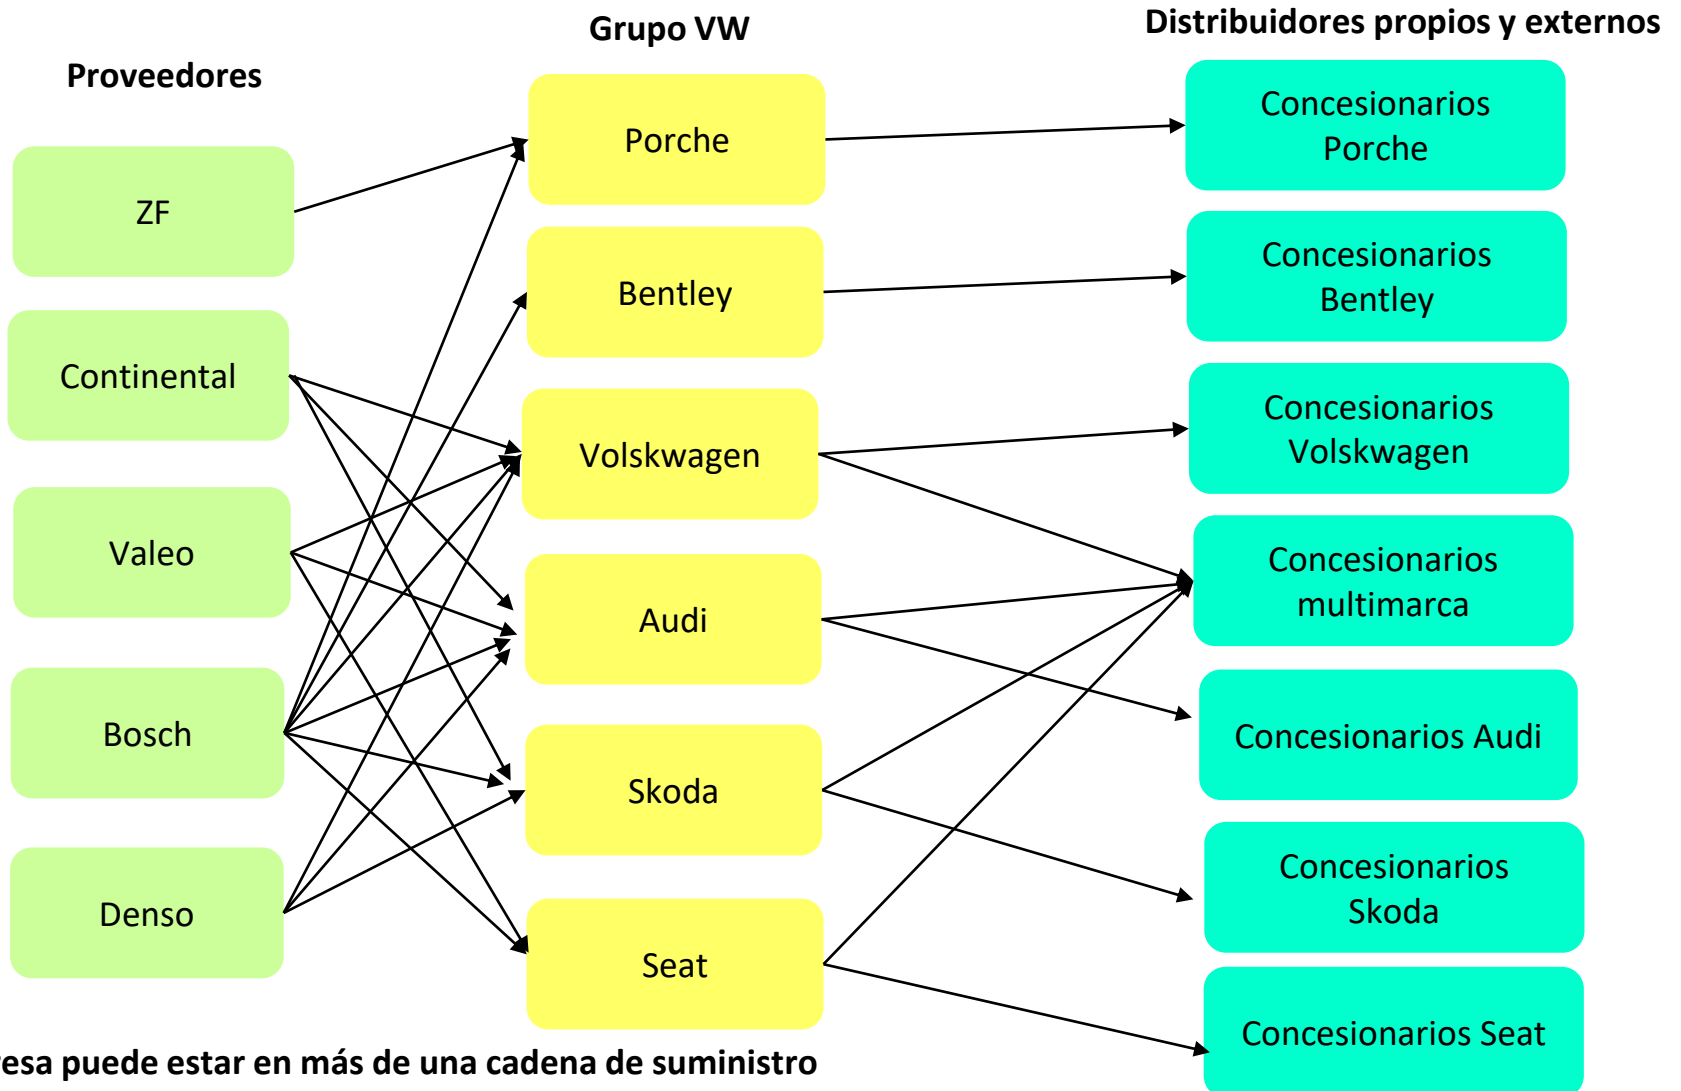 Proveedores
ZF
Continental
Valeo
Bosch
Denso
Grupo VW
Porche
Bentley
Volskwagen
Audi
Skoda
Seat
Distribuidores propios y externos
Concesionarios
Porche
Concesionarios
Bentley
Concesionarios
Volskwagen
Concesionarios
multimarca
Concesionarios Audi
Concesionarios
Skoda
Concesionarios Seat
resa puede estar en más de una cadena de suministro